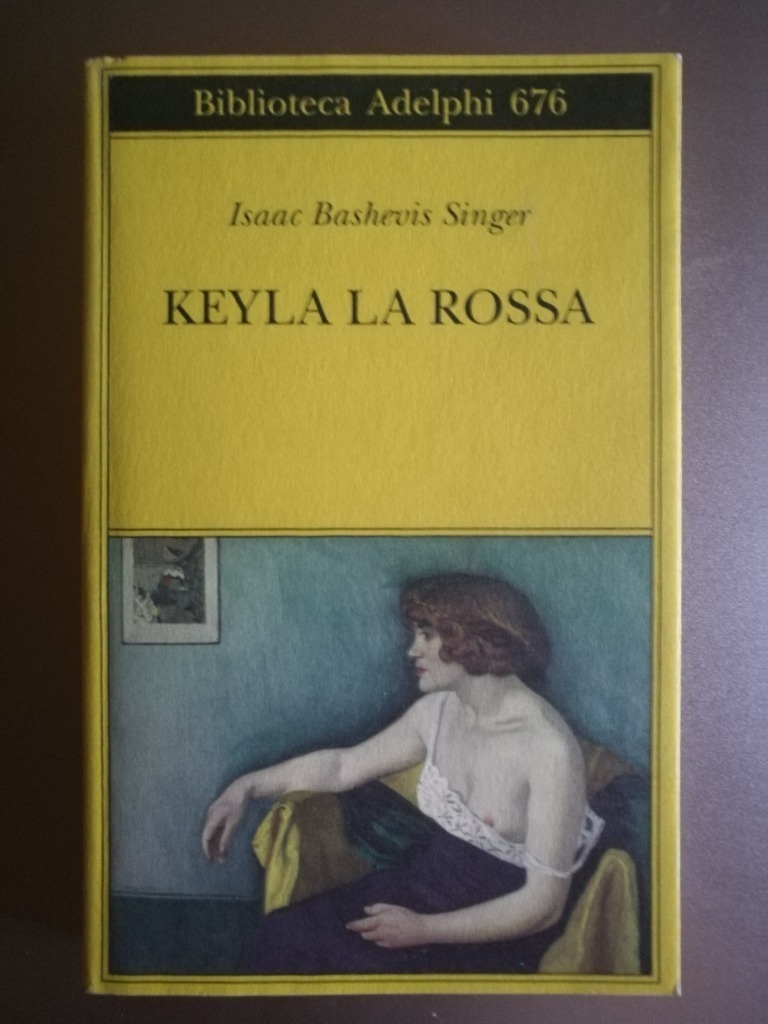 Biblioteca Adelphi 676
Isaac Bashevis Singer
KEYLA LA ROSSA